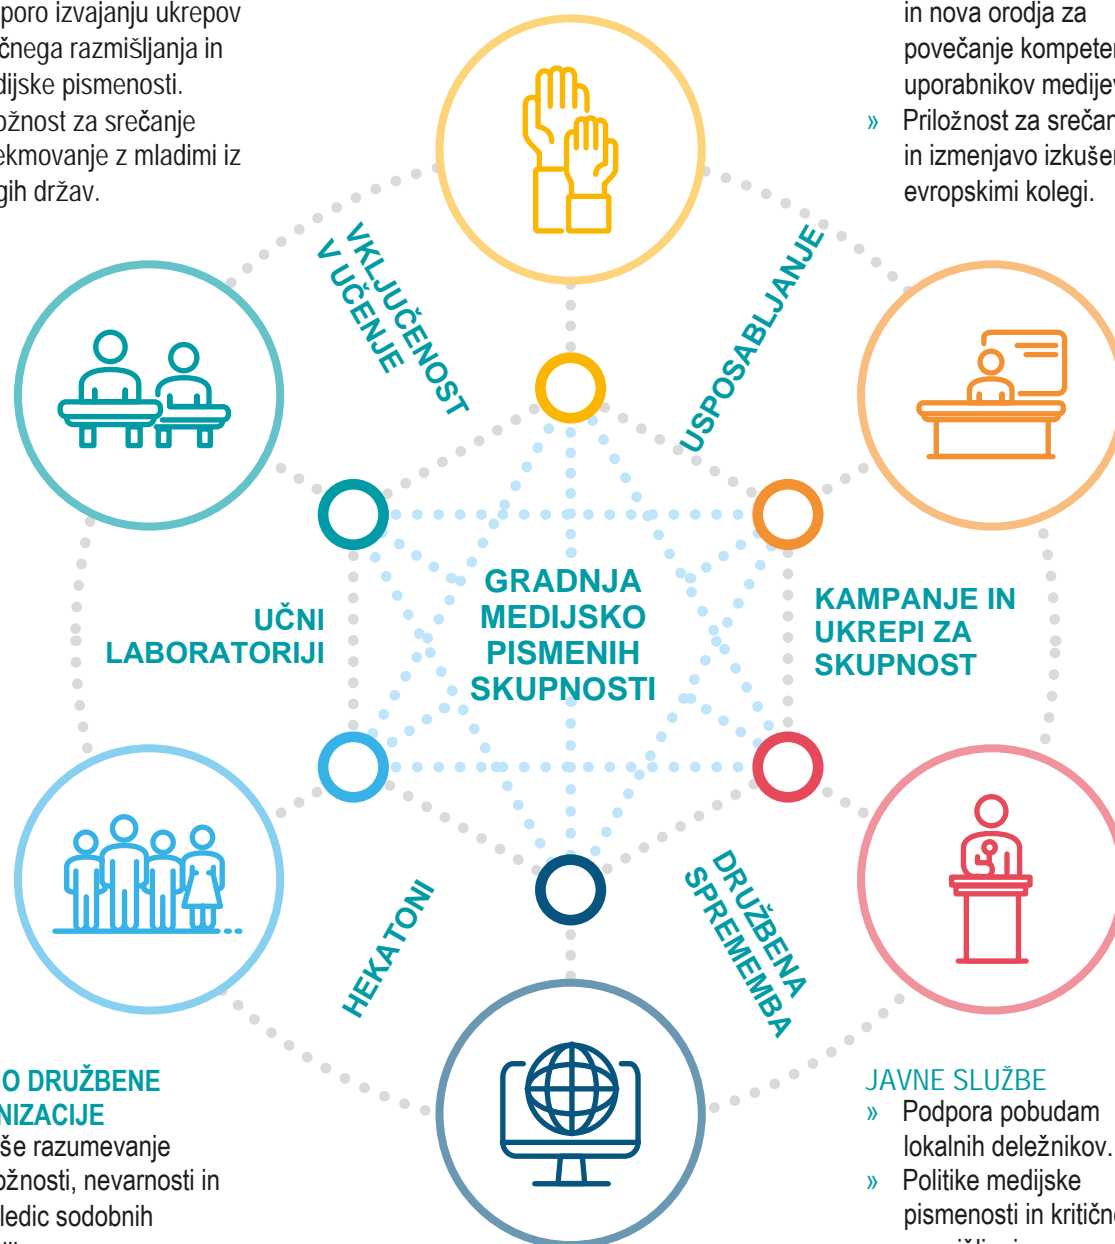 poro izvajanju ukrepov
čnega razmišljanja in
dijske pismenosti.
ožnost za srečanje
ekmovanje z mladimi iz
gih držav.
in nova orodja za
povečanje kompeten
uporabnikov medijev
» Priložnost za srečan
in izmenjavo izkušen
evropskimi kolegi.
VKLJUČENOST
V UČENJE
USPOSABLJANJE
UČNI
LABORATORIJI
GRADNJA
MEDIJSKO
PISMENIH
SKUPNOSTI
KAMPANJE IN
UKREPI ZA
SKUPNOST
HEKATONI
DRUŽBENA
SPREMEMBA
O DRUŽBENE
NIZACIJE
še razumevanje
ožnosti, nevarnosti in
ledic sodobnih
JAVNE SLUŽBE
» Podpora pobudam
lokalnih deležnikov.
» Politike medijske
pismenosti in kritične